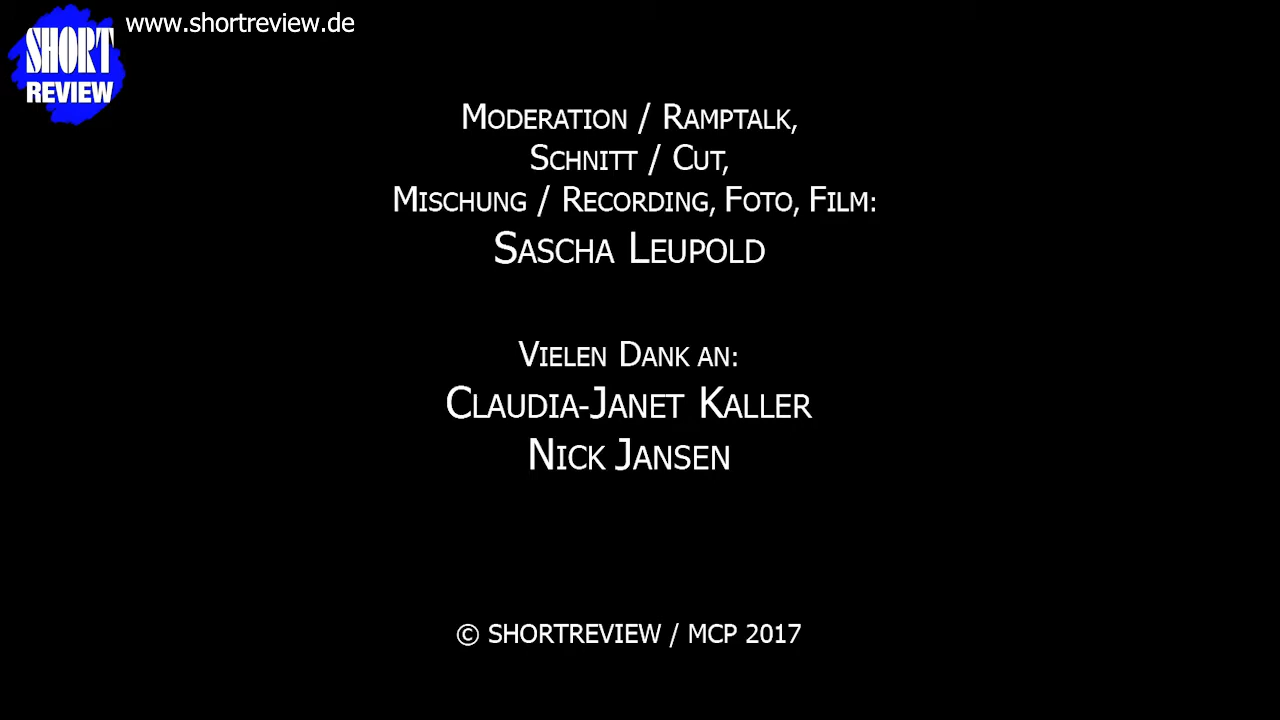 www.shortreview.de
SHORT
REVIEW
MODERATION / RAMPTALK,
SCHNITT / CUT,
MISCHUNG / RECORDING, FOTO, FILM:
SASCHA LEUPOLD
VIELEN DANK AN:
CLAUDIA-JANET KALLER
NICK JANSEN
© SHORTREVIEW / MCP 2017